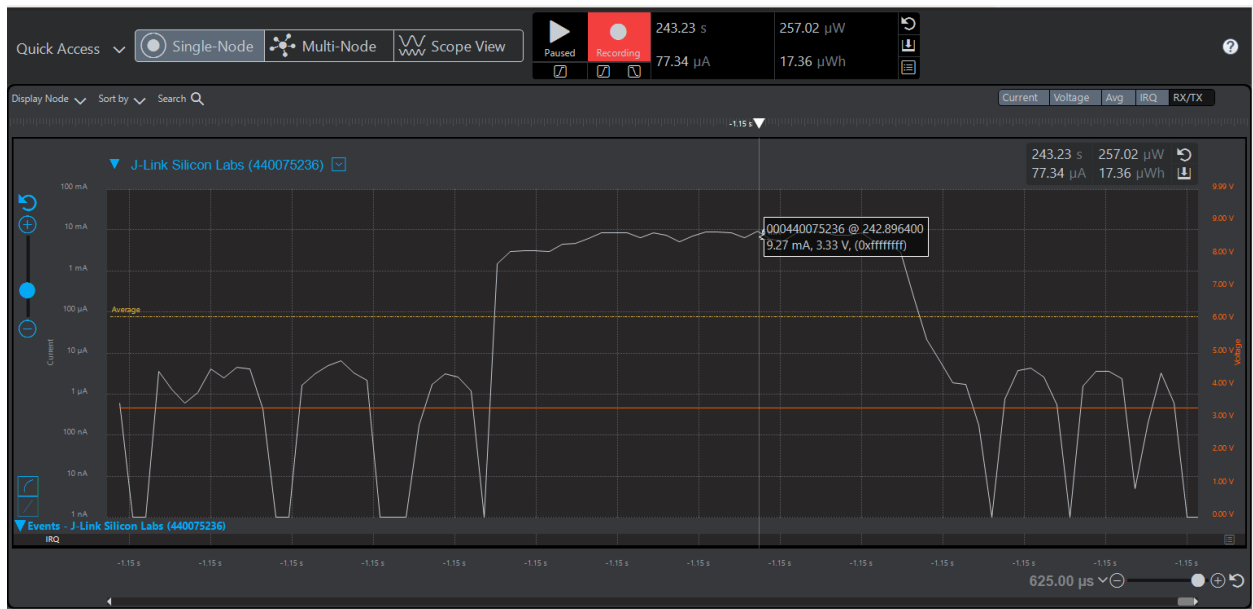 Quick Access
Single-Node
Multi-Node
Scope View
Paused
Recording
243.23 s
257.02 µW
77.34 µA
17.36 µWh
Display Node
Sort by
Search
Current
Voltage
Avg
IRQ
RX/TX
-1.15 s
J-Link Silicon Labs (440075236)
243.23 s 257.02 µW
77.34 µA 17.36 µWh
100 mA
10 mA
1 mA
100 µA
10 µA
1 µA
100 nA
10 nA
1 nA
Current
Average
000440075236 @ 242.896400
9.27 mA, 3.33 V, (0xffffffff)
9.99 V
9.00 V
8.00 V
7.00 V
6.00 V
5.00 V
4.00 V
3.00 V
2.00 V
1.00 V
0.00 V
Voltage
Events - J-Link Silicon Labs (440075236)
IRQ
-1.15 s -1.15 s -1.15 s -1.15 s -1.15 s -1.15 s -1.15 s -1.15 s -1.15 s -1.15 s -1.15 s -1.15 s -1.15 s -1.15 s
625.00 µs